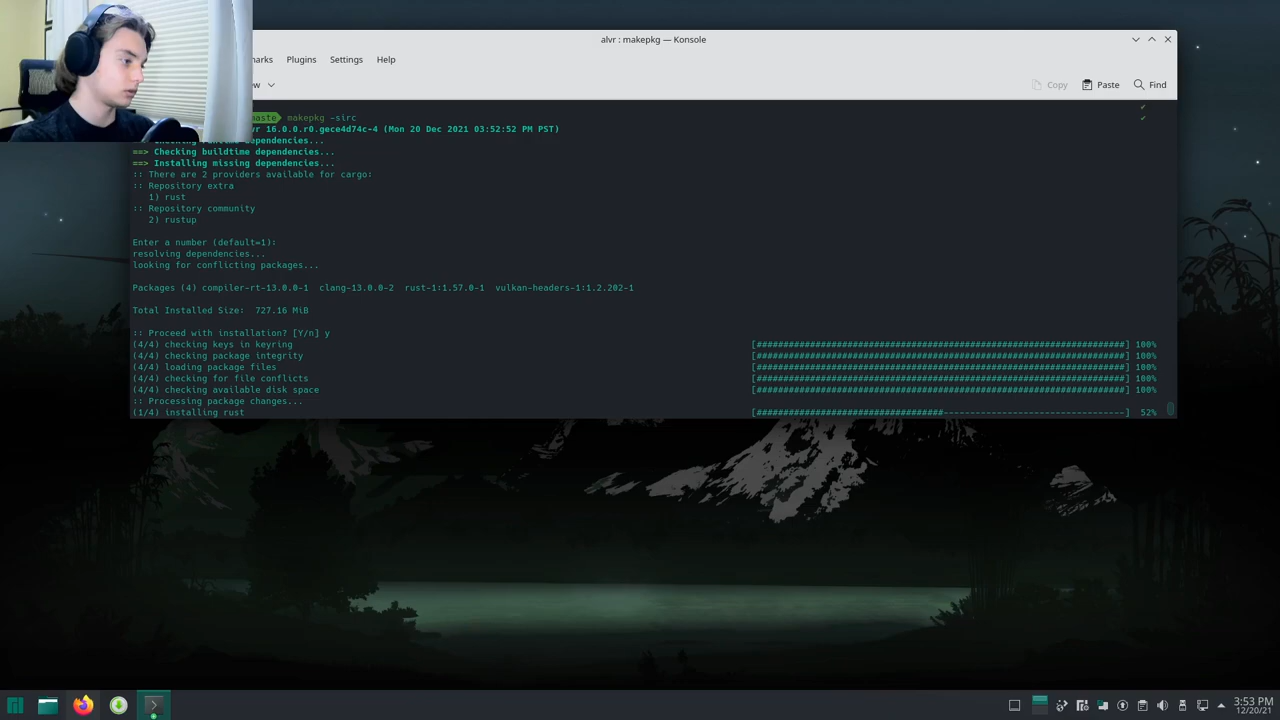 alvr : makepkg — Konsole
Plugins Settings Help
Copy Paste Find
makepkg -sirc
16.0.0.r0.gece4d74c-4 (Mon 20 Dec 2021 03:52:52 PM PST)
==> Checking buildtime dependencies...
==> Installing missing dependencies...
:: There are 2 providers available for cargo:
:: Repository extra
1) rust
:: Repository community
2) rustup
Enter a number (default=1):
resolving dependencies...
looking for conflicting packages...
Packages (4) compiler-rt-13.0.0-1 clang-13.0.0-2 rust-1:1.57.0-1 vulkan-headers-1:1.2.202-1
Total Installed Size: 727.16 MiB
:: Proceed with installation? [Y/n] y
(4/4) checking keys in keyring 100%
(4/4) checking package integrity 100%
(4/4) loading package files 100%
(4/4) checking for file conflicts 100%
(4/4) checking available disk space 100%
:: Processing package changes...
(1/4) installing rust 52%
3:53 PM
12/20/21